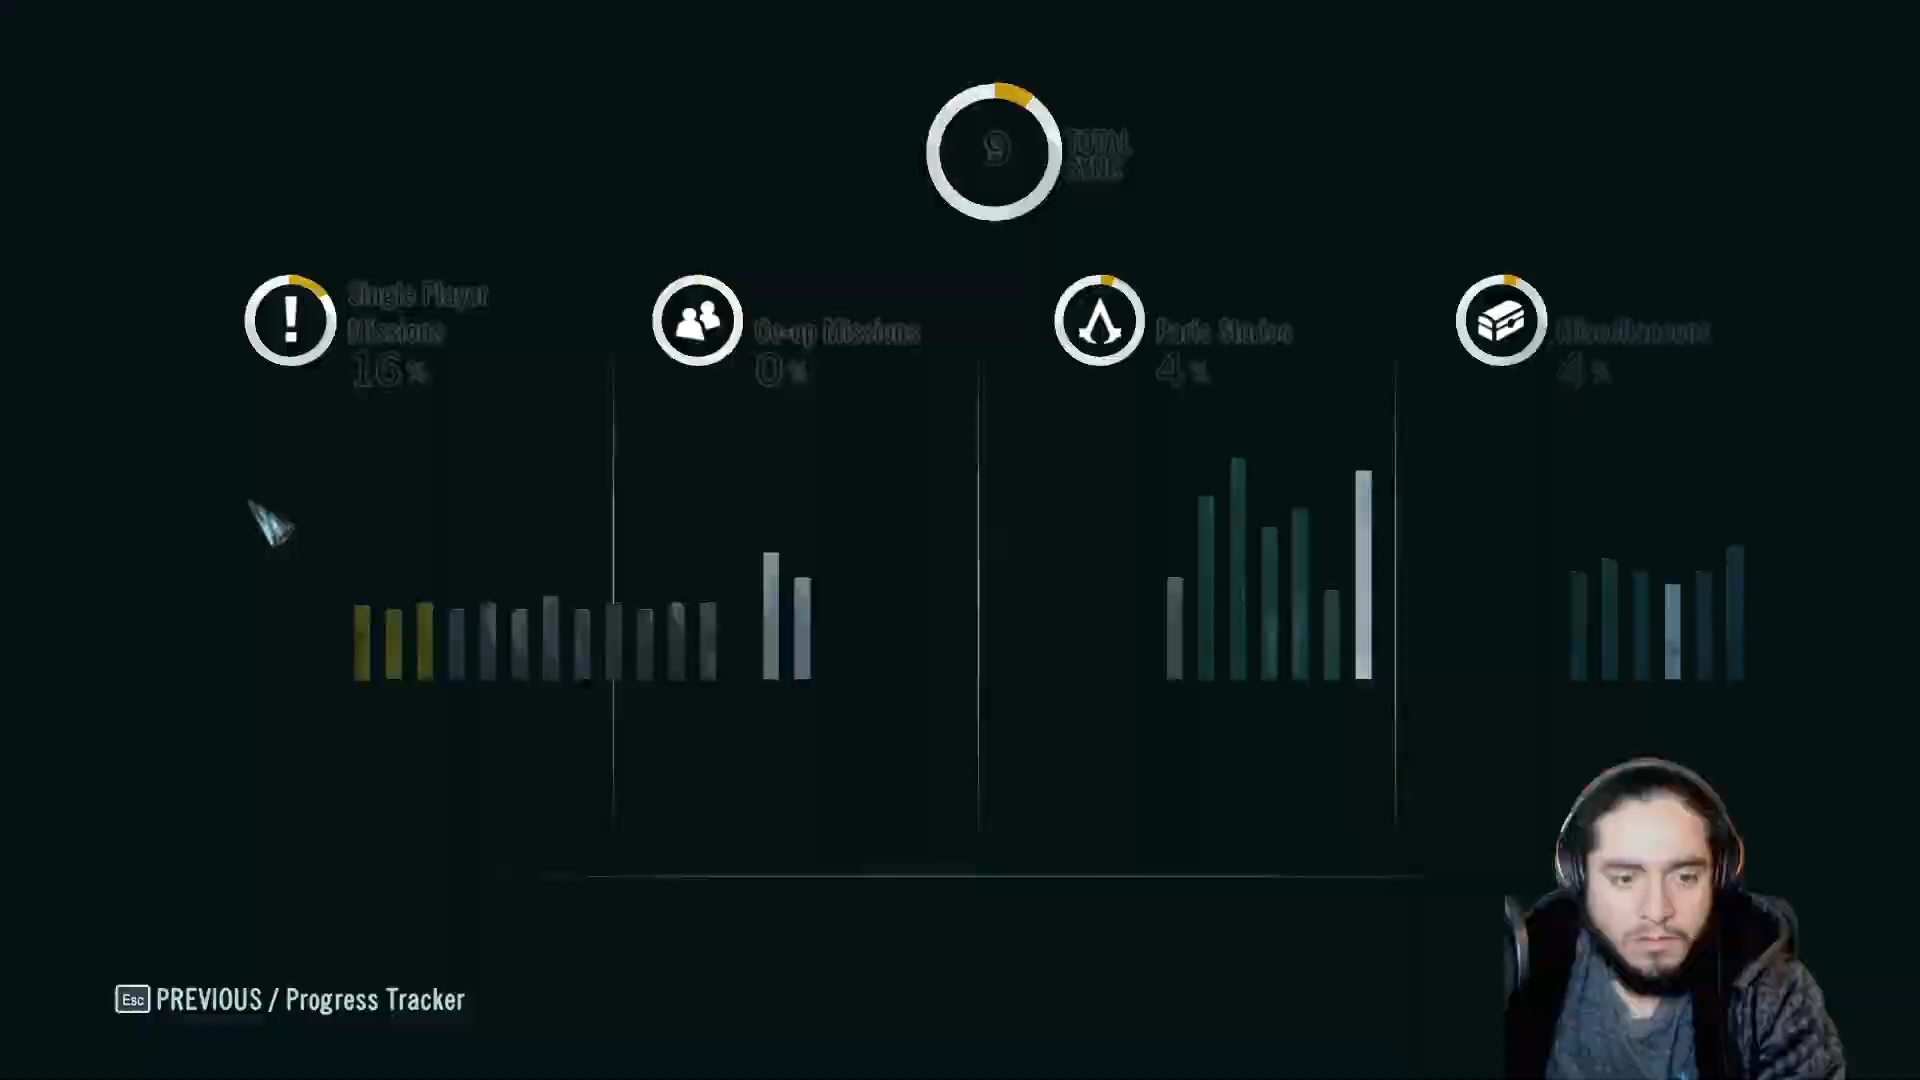 9
TOTAL
SYNC
Single Player
Missions
16 %
Co-op Missions
0 %
Paris Stories
4 %
Miscellaneous
4 %
Esc PREVIOUS / Progress Tracker